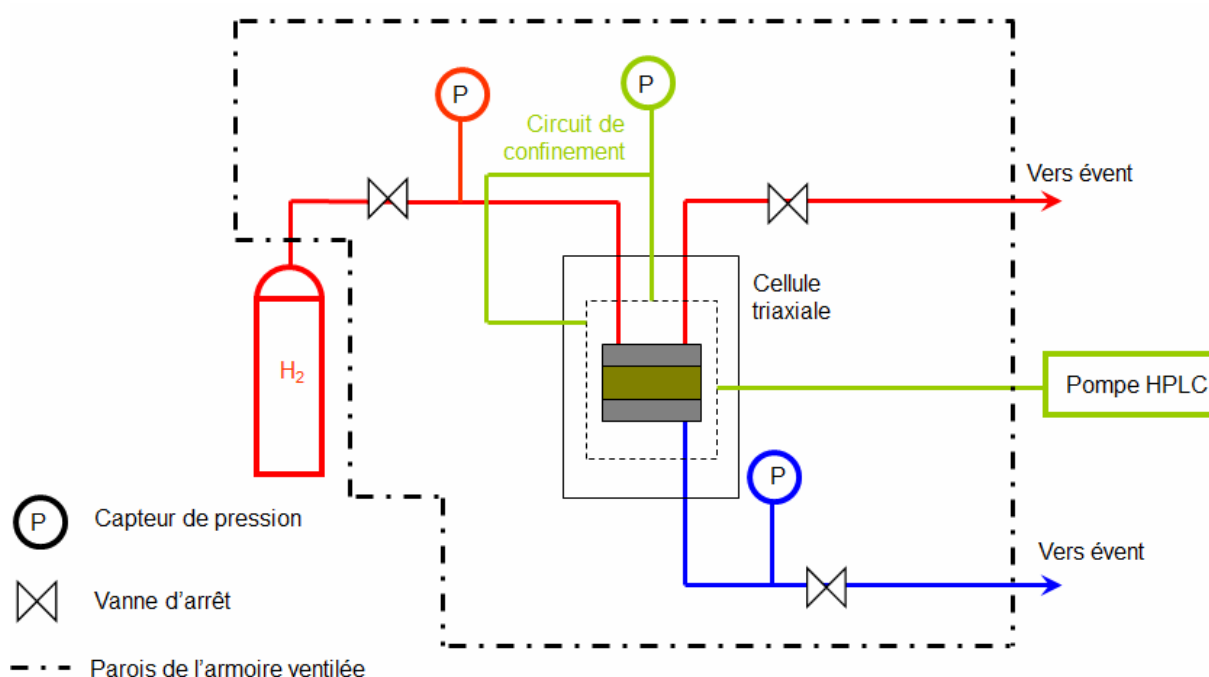 P
P
Circuit de
confinement
Vers évent
Cellule
triaxiale
H2
Pompe HPLC
P
P
Capteur de pression
Vers évent
Vanne d'arrêt
Parois de l'armoire ventilée